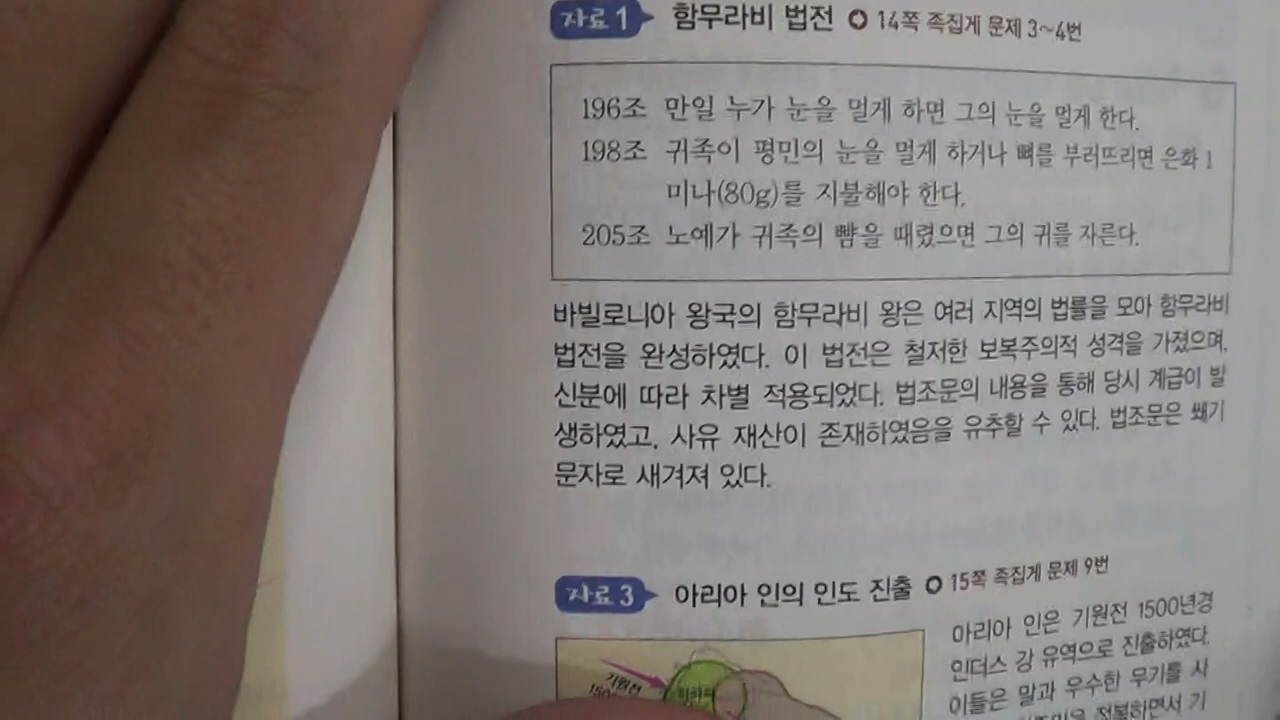 자료 1 함무라비 법전 14쪽 족집게 문제 3~4번
196조 만일 누가 눈을 멀게 하면 그의 눈을 멀게 한다.
198조 귀족이 평민의 눈을 멀게 하거나 뼈를 부러뜨리면 은화 1
미나(80g)를 지불해야 한다.
205조 노예가 귀족의 뺨을 때렸으면 그의 귀를 자른다.
바빌로니아 왕국의 함무라비 왕은 여러 지역의 법률을 모아 함무라비
법전을 완성하였다. 이 법전은 철저한 보복주의적 성격을 가졌으며,
신분에 따라 차별 적용되었다. 법조문의 내용을 통해 당시 계급이 발
생하였고, 사유 재산이 존재하였음을 유추할 수 있다. 법조문은 쐐기
문자로 새겨져 있다.
자료 3 아리아 인의 인도 진출 15쪽 족집게 문제 9번
아리아 인은 기원전 1500년경
인더스 강 유역으로 진출하였다.
이들은 말과 우수한 무기를 사
정복하면서 기
기원전